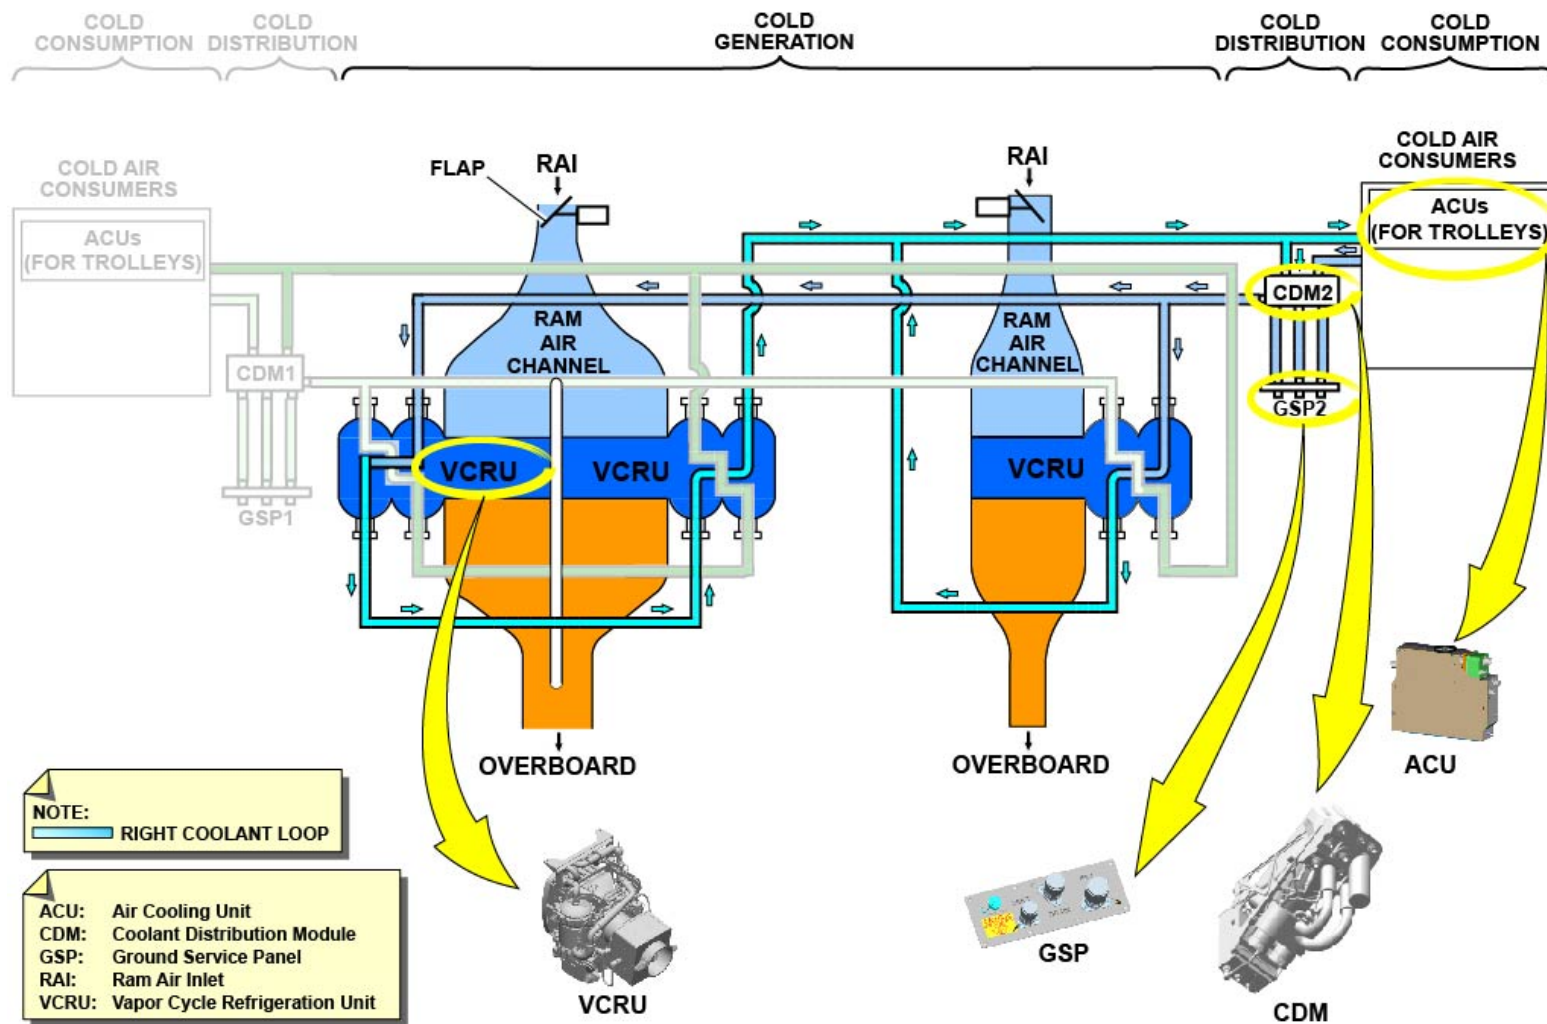 COLD
CONSUMPTION
COLD
DISTRIBUTION
COLD
GENERATION
COLD
DISTRIBUTION
COLD
CONSUMPTION
COLD AIR
CONSUMERS
ACUs
(FOR TROLLEYS)
FLAP
RAI
RAI
COLD AIR
CONSUMERS
ACUs
(FOR TROLLEYS)
CDM2
RAM
AIR
CHANNEL
RAM
AIR
CHANNEL
CDM1
GSP2
VCRU
VCRU
VCRU
GSP1
OVERBOARD
OVERBOARD
ACU
NOTE:
RIGHT COOLANT LOOP
ACU: Air Cooling Unit
CDM: Coolant Distribution Module
GSP: Ground Service Panel
RAI: Ram Air Inlet
VCRU: Vapor Cycle Refrigeration Unit
VCRU
GSP
CDM